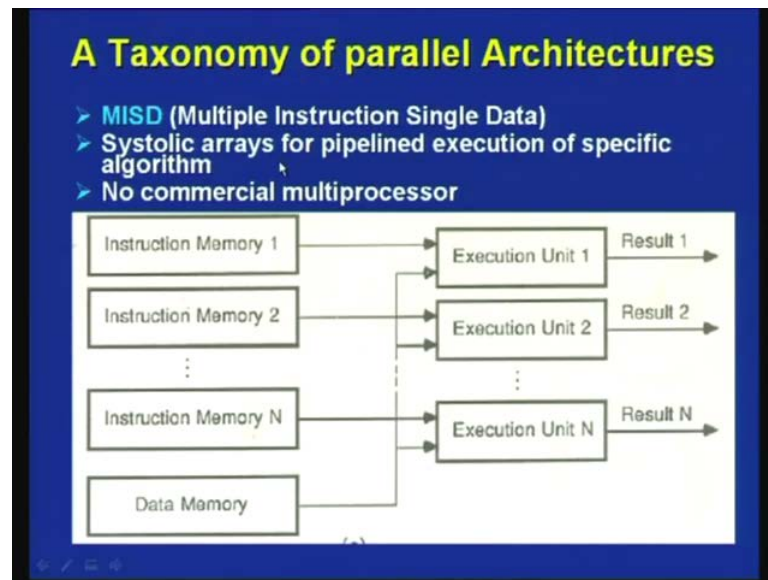 A Taxonomy of parallel Architectures
MISD (Multiple Instruction Single Data)
Systolic arrays for pipelined execution of specific
algorithm
No commercial multiprocessor
Instruction Memory 1
Execution Unit 1
Result 1
Instruction Memory 2
Execution Unit 2
Result 2
Instruction Memory N
Execution Unit N
Result N
Data Memory